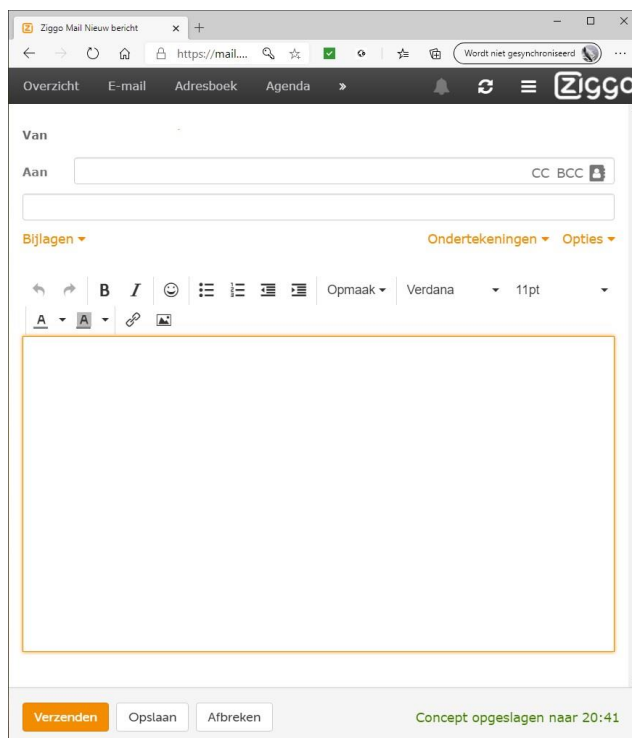 Ziggo Mail Nieuw bericht
https://mail.... Wordt niet gesynchroniseerd
Overzicht E-mail Adresboek Agenda » ziggo
Van
Aan CC BCC
Bijlagen Ondertekeningen Opties
B I Opmaak Verdana 11pt
A A
Verzenden Opslaan Afbreken Concept opgeslagen naar 20:41